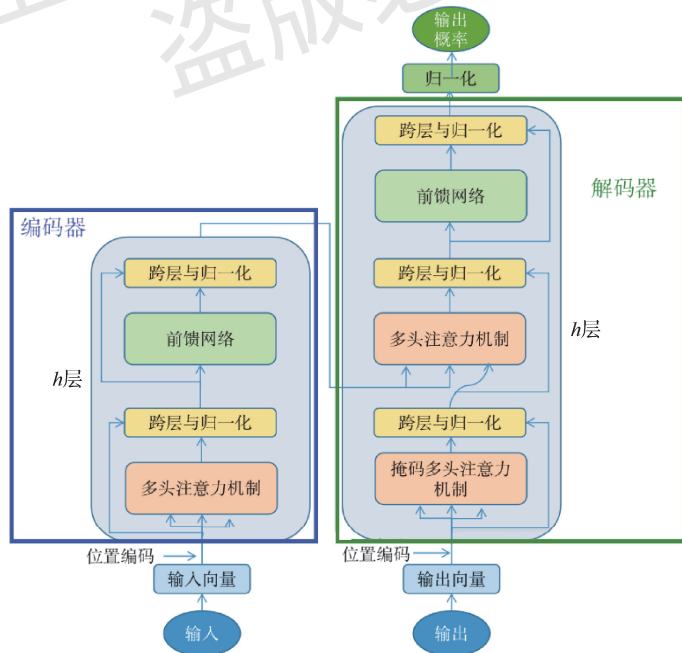 盗版必
输出
概率
归一化
解码器
跨层与归一化
前馈网络
跨层与归一化
多头注意力机制
h层
跨层与归一化
掩码多头注意力
机制
位置编码
输出向量
输出
编码器
跨层与归一化
前馈网络
h层
跨层与归一化
多头注意力机制
位置编码
输入向量
输入